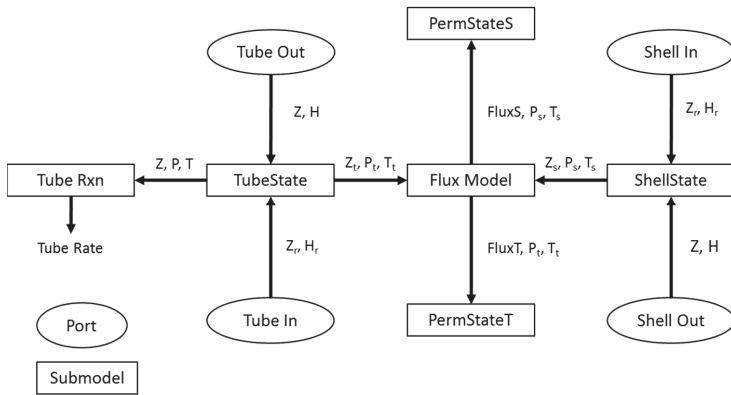 PermStateS
Tube Out
Shell In
Z, H
FluxS, Pₛ, Tₛ
Zᵣ, Hᵣ
Z, P, T
Zₜ, Pₜ, Tₜ
Zₛ, Pₛ, Tₛ
Tube Rxn
TubeState
Flux Model
ShellState
Tube Rate
Zᵣ, Hᵣ
FluxT, Pₜ, Tₜ
Z, H
Port
Tube In
PermStateT
Shell Out
Submodel